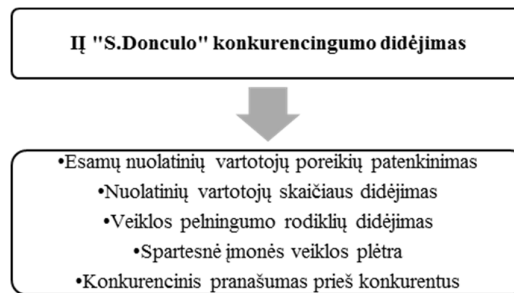 IĮ "S.Donculo" konkurencingumo didėjimas
•Esamų nuolatinių vartotojų poreikių patenkinimas
•Nuolatinių vartotojų skaičiaus didėjimas
•Veiklos pelningumo rodiklių didėjimas
•Spartesnė įmonės veiklos plėtra
•Konkurencinis pranašumas prieš konkurentus